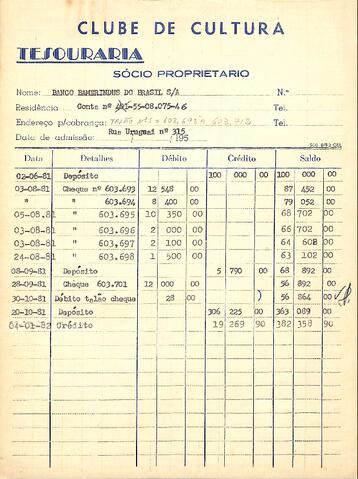 CLUBE DE CULTURA
TESOURARIA
SÓCIO PROPRIETARIO
Nome: BANCO BAMERINDUS DO BRASIL S/A N.º
Residência Conta nº -55-08.075-46 Tel.
Endereço p/cobrança: TALÃO Nºs = 603.693 A 603.712 Tel.
Rua Uruguai nº 315
Data de admissão: 195
Data Detalhes Débito Crédito Saldo
02-06-81 Depósito 100 000 00 100 000 00
03-08-81 Cheque nº 603.693 12 548 00 87 452 00
" " 603.694 8 400 00 79 052 00
05-08-81 " 603.695 10 350 00 68 702 00
03-08-81 " 603.696 2 000 00 66 702 00
03-08-81 " 603.697 2 100 00 64 602 00
24-08-81 " 603.698 1 500 00 63 102 00
08-09-81 Depósito 5 790 00 68 892 00
28-09-81 Cheque 603.701 12 000 00 56 892 00
30-10-81 Débito talão cheque 28 00 ) 56 864 00
20-10-81 Depósito 306 225 00 363 089 00
04-01-82 Crédito 19 269 90 382 358 90